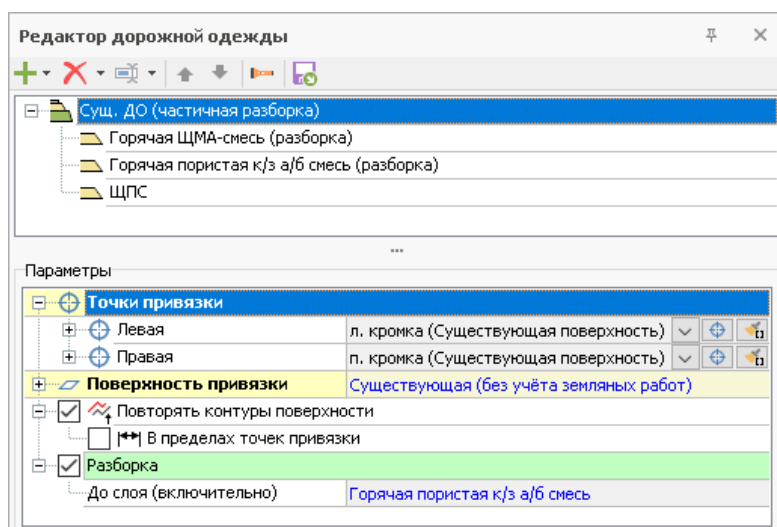 Редактор дорожной одежды
Сущ. ДО (частичная разборка)
Горячая ЩМА-смесь (разборка)
Горячая пористая к/з а/б смесь (разборка)
ЩПС
Параметры
Точки привязки
Левая л. кромка (Существующая поверхность)
Правая п. кромка (Существующая поверхность)
Поверхность привязки Существующая (без учёта земляных работ)
Повторять контуры поверхности
В пределах точек привязки
Разборка
До слоя (включительно) Горячая пористая к/з а/б смесь